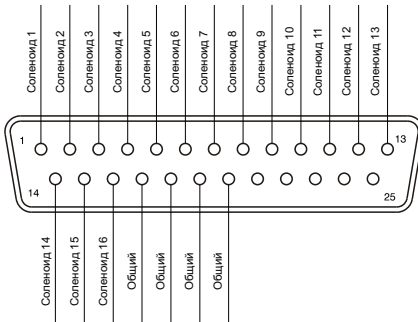 Соленоид 1
Соленоид 2
Соленоид 3
Соленоид 4
Соленоид 5
Соленоид 6
Соленоид 7
Соленоид 8
Соленоид 9
Соленоид 10
Соленоид 11
Соленоид 12
Соленоид 13
1
13
14
25
Соленоид 14
Соленоид 15
Соленоид 16
Общий
Общий
Общий
Общий